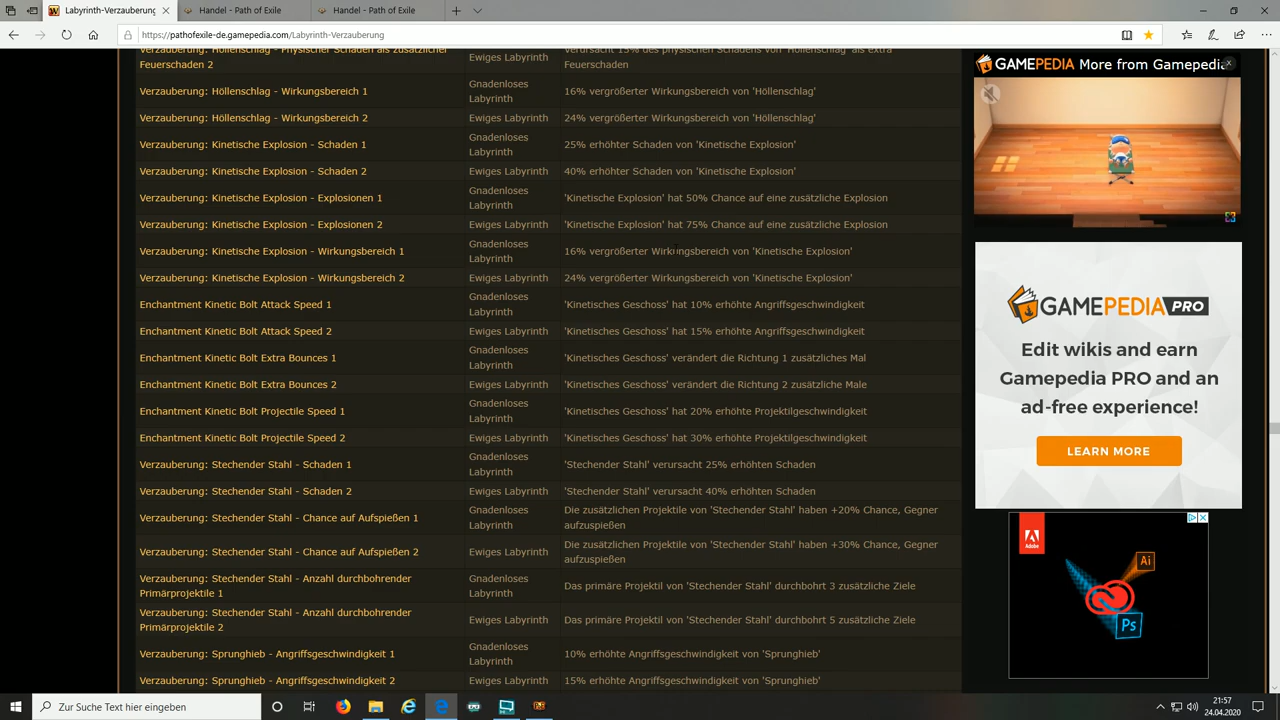 Labyrinth-Verzauberung
Handel - Path of Exile
Handel - Path of Exile
https://pathofexile-de.gamepedia.com/Labyrinth-Verzauberung
Verzauberung: Höllenschlag - Physischer Schaden als zusätzlicher
Feuerschaden 2
Ewiges Labyrinth
Verursacht 15% des physischen Schadens von 'Höllenschlag' als extra
Feuerschaden
Verzauberung: Höllenschlag - Wirkungsbereich 1
Gnadenloses
Labyrinth
16% vergrößerter Wirkungsbereich von 'Höllenschlag'
Verzauberung: Höllenschlag - Wirkungsbereich 2
Ewiges Labyrinth
24% vergrößerter Wirkungsbereich von 'Höllenschlag'
Verzauberung: Kinetische Explosion - Schaden 1
Gnadenloses
Labyrinth
25% erhöhter Schaden von 'Kinetische Explosion'
Verzauberung: Kinetische Explosion - Schaden 2
Ewiges Labyrinth
40% erhöhter Schaden von 'Kinetische Explosion'
Verzauberung: Kinetische Explosion - Explosionen 1
Gnadenloses
Labyrinth
'Kinetische Explosion' hat 50% Chance auf eine zusätzliche Explosion
Verzauberung: Kinetische Explosion - Explosionen 2
Ewiges Labyrinth
'Kinetische Explosion' hat 75% Chance auf eine zusätzliche Explosion
Verzauberung: Kinetische Explosion - Wirkungsbereich 1
Gnadenloses
Labyrinth
16% vergrößerter Wirkungsbereich von 'Kinetische Explosion'
Verzauberung: Kinetische Explosion - Wirkungsbereich 2
Ewiges Labyrinth
24% vergrößerter Wirkungsbereich von 'Kinetische Explosion'
Enchantment Kinetic Bolt Attack Speed 1
Gnadenloses
Labyrinth
'Kinetisches Geschoss' hat 10% erhöhte Angriffsgeschwindigkeit
Enchantment Kinetic Bolt Attack Speed 2
Ewiges Labyrinth
'Kinetisches Geschoss' hat 15% erhöhte Angriffsgeschwindigkeit
Enchantment Kinetic Bolt Extra Bounces 1
Gnadenloses
Labyrinth
'Kinetisches Geschoss' verändert die Richtung 1 zusätzliches Mal
Enchantment Kinetic Bolt Extra Bounces 2
Ewiges Labyrinth
'Kinetisches Geschoss' verändert die Richtung 2 zusätzliche Male
Enchantment Kinetic Bolt Projectile Speed 1
Gnadenloses
Labyrinth
'Kinetisches Geschoss' hat 20% erhöhte Projektilgeschwindigkeit
Enchantment Kinetic Bolt Projectile Speed 2
Ewiges Labyrinth
'Kinetisches Geschoss' hat 30% erhöhte Projektilgeschwindigkeit
Verzauberung: Stechender Stahl - Schaden 1
Gnadenloses
Labyrinth
'Stechender Stahl' verursacht 25% erhöhten Schaden
Verzauberung: Stechender Stahl - Schaden 2
Ewiges Labyrinth
'Stechender Stahl' verursacht 40% erhöhten Schaden
Verzauberung: Stechender Stahl - Chance auf Aufspießen 1
Gnadenloses
Labyrinth
Die zusätzlichen Projektile von 'Stechender Stahl' haben +20% Chance, Gegner
aufzuspießen
Verzauberung: Stechender Stahl - Chance auf Aufspießen 2
Ewiges Labyrinth
Die zusätzlichen Projektile von 'Stechender Stahl' haben +30% Chance, Gegner
aufzuspießen
Verzauberung: Stechender Stahl - Anzahl durchbohrender
Primärprojektile 1
Gnadenloses
Labyrinth
Das primäre Projektil von 'Stechender Stahl' durchbohrt 3 zusätzliche Ziele
Verzauberung: Stechender Stahl - Anzahl durchbohrender
Primärprojektile 2
Ewiges Labyrinth
Das primäre Projektil von 'Stechender Stahl' durchbohrt 5 zusätzliche Ziele
Verzauberung: Sprunghieb - Angriffsgeschwindigkeit 1
Gnadenloses
Labyrinth
10% erhöhte Angriffsgeschwindigkeit von 'Sprunghieb'
Verzauberung: Sprunghieb - Angriffsgeschwindigkeit 2
Ewiges Labyrinth
15% erhöhte Angriffsgeschwindigkeit von 'Sprunghieb'
GAMEPEDIA More from Gamepedia
GAMEPEDIA PRO
Edit wikis and earn
Gamepedia PRO and an
ad-free experience!
LEARN MORE
Adobe
Ai
Ps
Zur Suche Text hier eingeben
21:57
24.04.2020